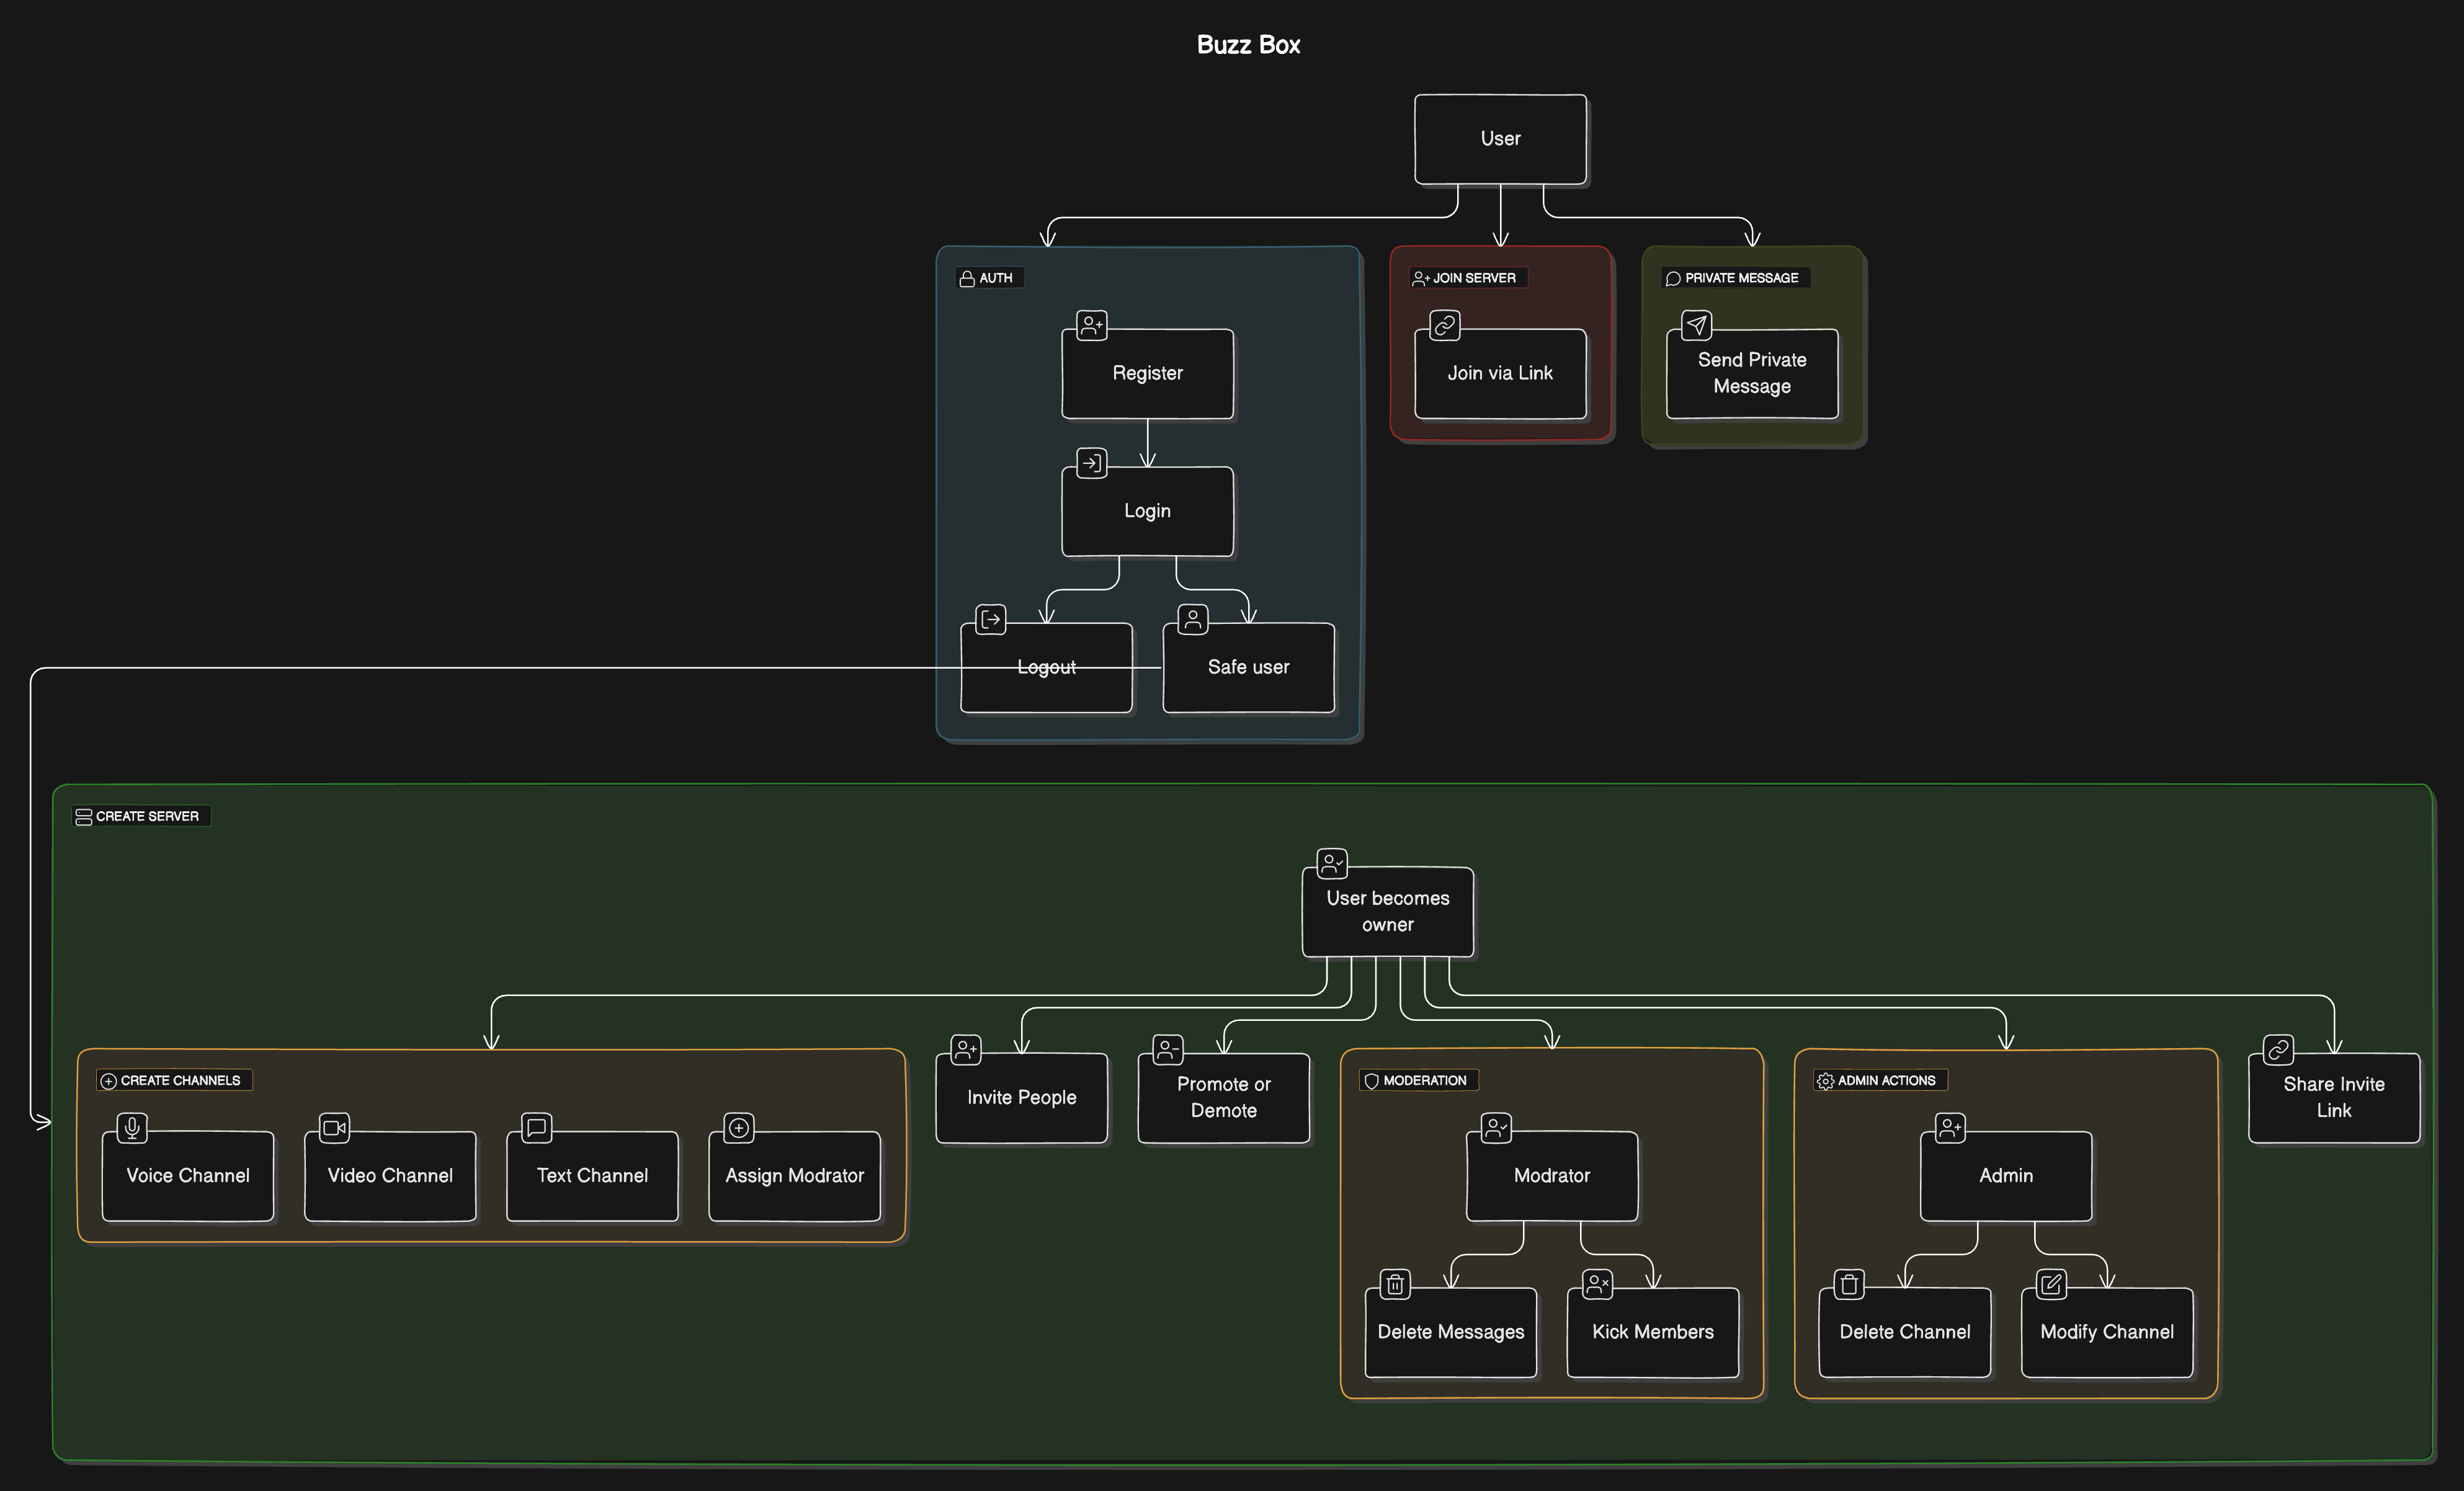 Buzz Box
User
AUTH
JOIN SERVER
PRIVATE MESSAGE
Register
Join via Link
Send Private
Message
Login
Logout
Safe user
CREATE SERVER
User becomes
owner
CREATE CHANNELS
Voice Channel
Video Channel
Text Channel
Assign Modrator
Invite People
Promote or
Demote
MODERATION
Modrator
Delete Messages
Kick Members
ADMIN ACTIONS
Admin
Delete Channel
Modify Channel
Share Invite
Link